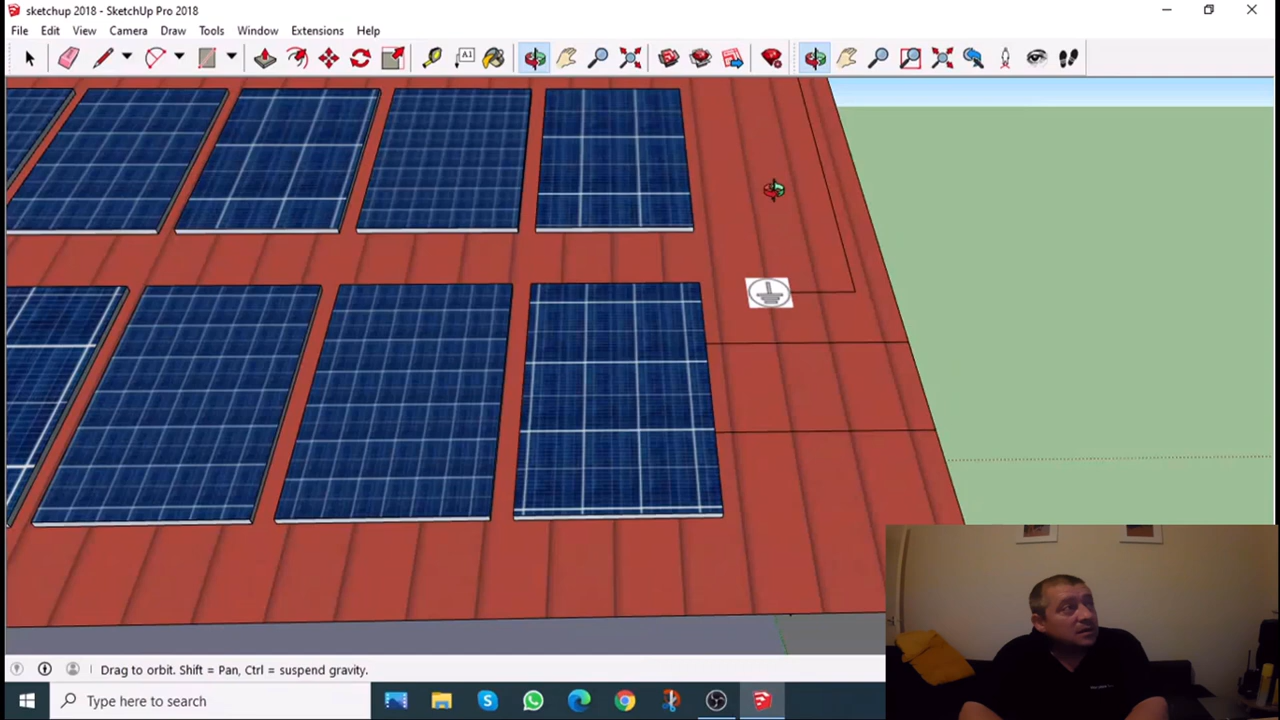 sketchup 2018 - SketchUp Pro 2018
File Edit View Camera Draw Tools Window Extensions Help
A1
Drag to orbit. Shift = Pan, Ctrl = suspend gravity.
Type here to search